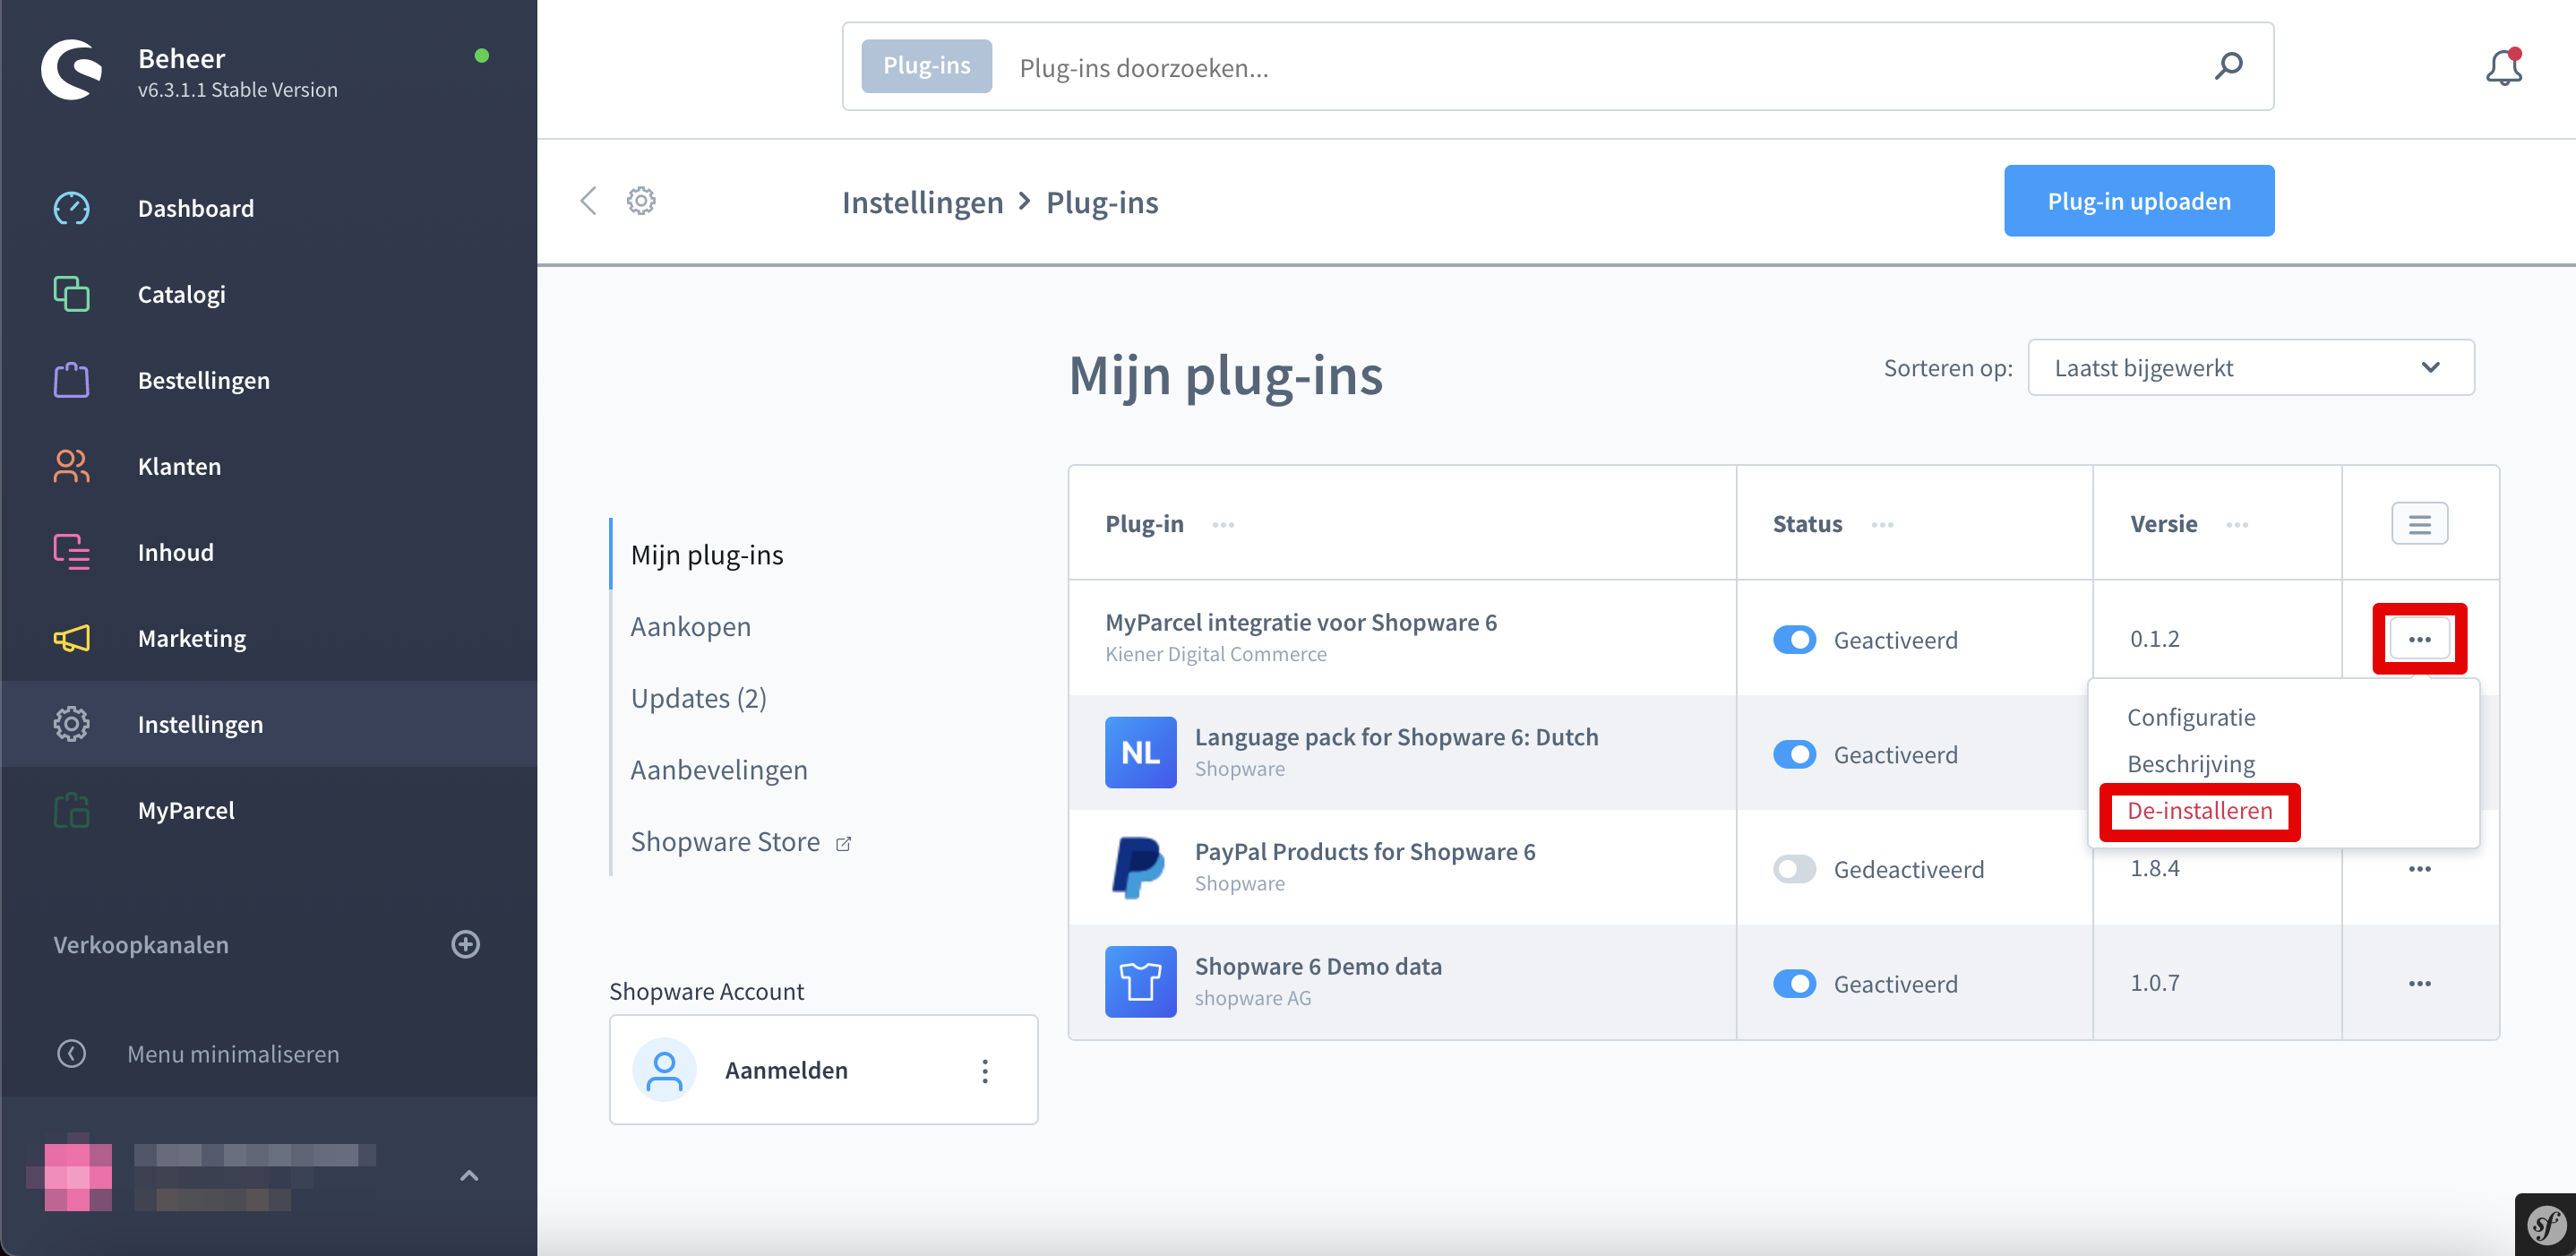 Beheer
v6.3.1.1 Stable Version
Dashboard
Catalogi
Bestellingen
Klanten
Inhoud
Marketing
Instellingen
MyParcel
Verkoopkanalen
Menu minimaliseren
Plug-ins
Plug-ins doorzoeken...
Instellingen > Plug-ins
Plug-in uploaden
Mijn plug-ins
Sorteren op:
Laatst bijgewerkt
Mijn plug-ins
Aankopen
Updates (2)
Aanbevelingen
Shopware Store
Shopware Account
Aanmelden
Plug-in
Status
Versie
MyParcel integratie voor Shopware 6
Kiener Digital Commerce
Geactiveerd
0.1.2
Configuratie
Beschrijving
De-installeren
NL
Language pack for Shopware 6: Dutch
Shopware
Geactiveerd
PayPal Products for Shopware 6
Shopware
Gedeactiveerd
1.8.4
Shopware 6 Demo data
shopware AG
Geactiveerd
1.0.7
sf